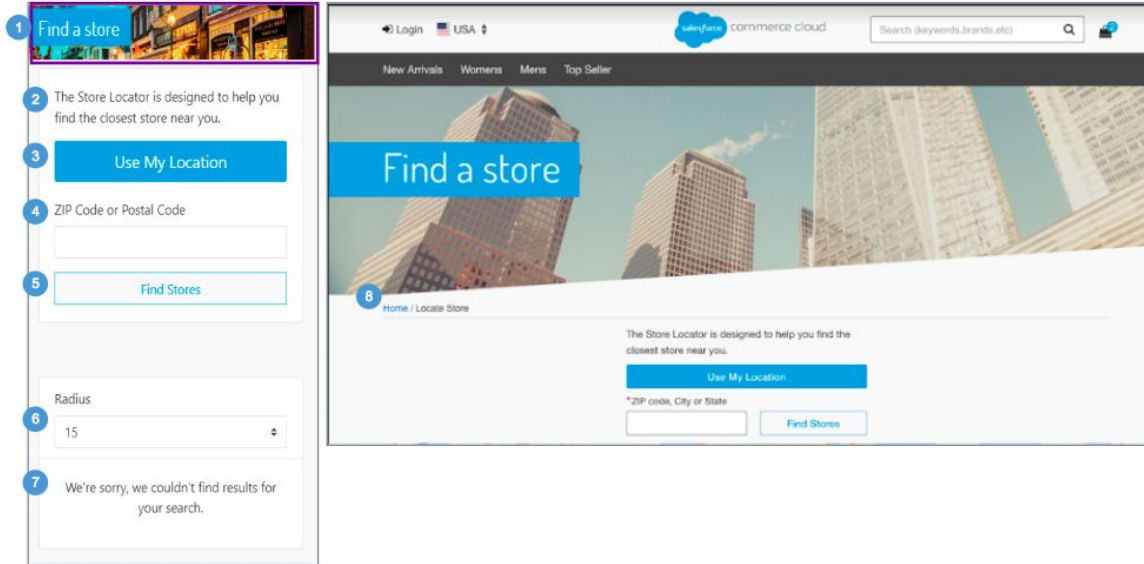 1
Find a store
2
The Store Locator is designed to help you
find the closest store near you.
3
Use My Location
4
ZIP Code or Postal Code
5
Find Stores
Radius
6
15
7
We're sorry, we couldn't find results for
your search.
Login USA
salesforce commerce cloud
Search (keywords,brands,etc)
2
New Arrivals Womens Mens Top Seller
Find a store
8
Home / Locate Store
The Store Locator is designed to help you find the
closest store near you.
Use My Location
*ZIP code, City or State
Find Stores